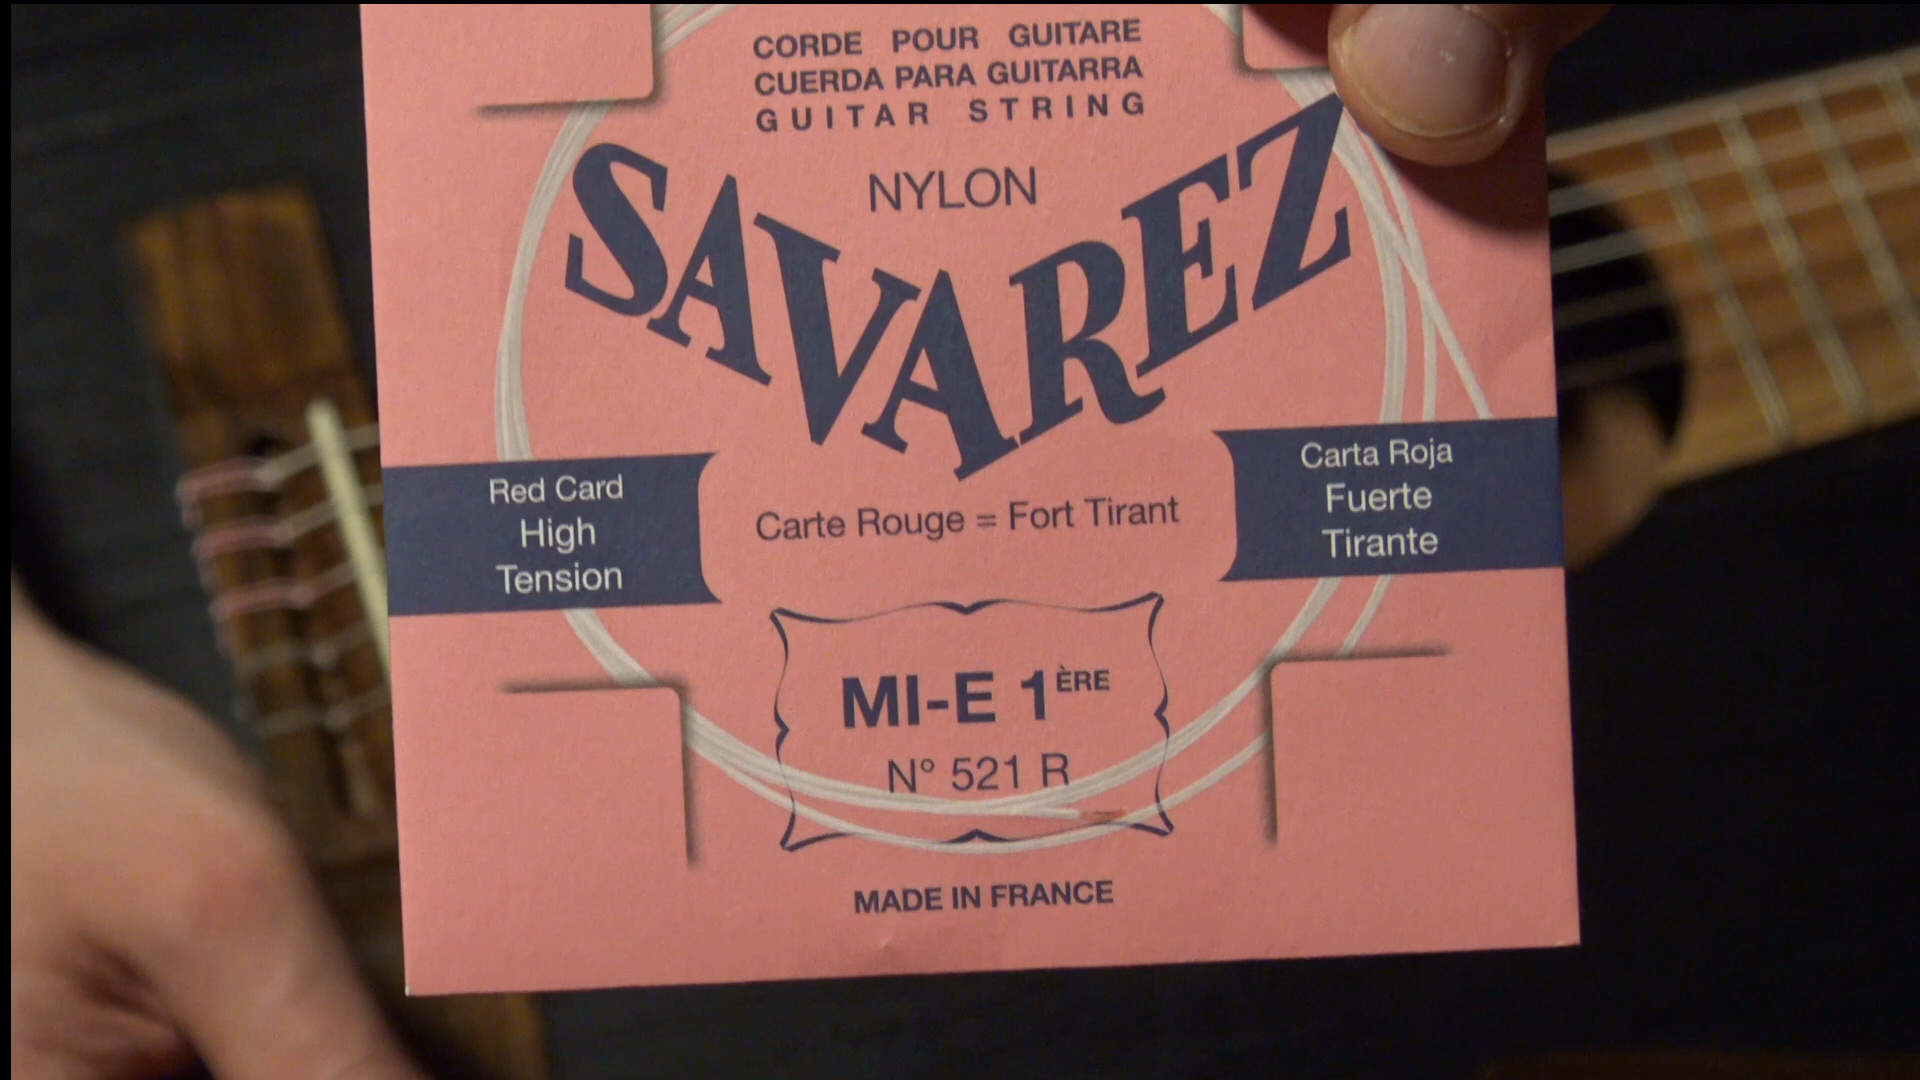 CORDE POUR GUITARE
CUERDA PARA GUITARRA
GUITAR STRING
NYLON
SAVAREZ
Red Card
High
Tension
Carte Rouge = Fort Tirant
Carta Roja
Fuerte
Tirante
MI-E 1ÈRE
N° 521 R
MADE IN FRANCE